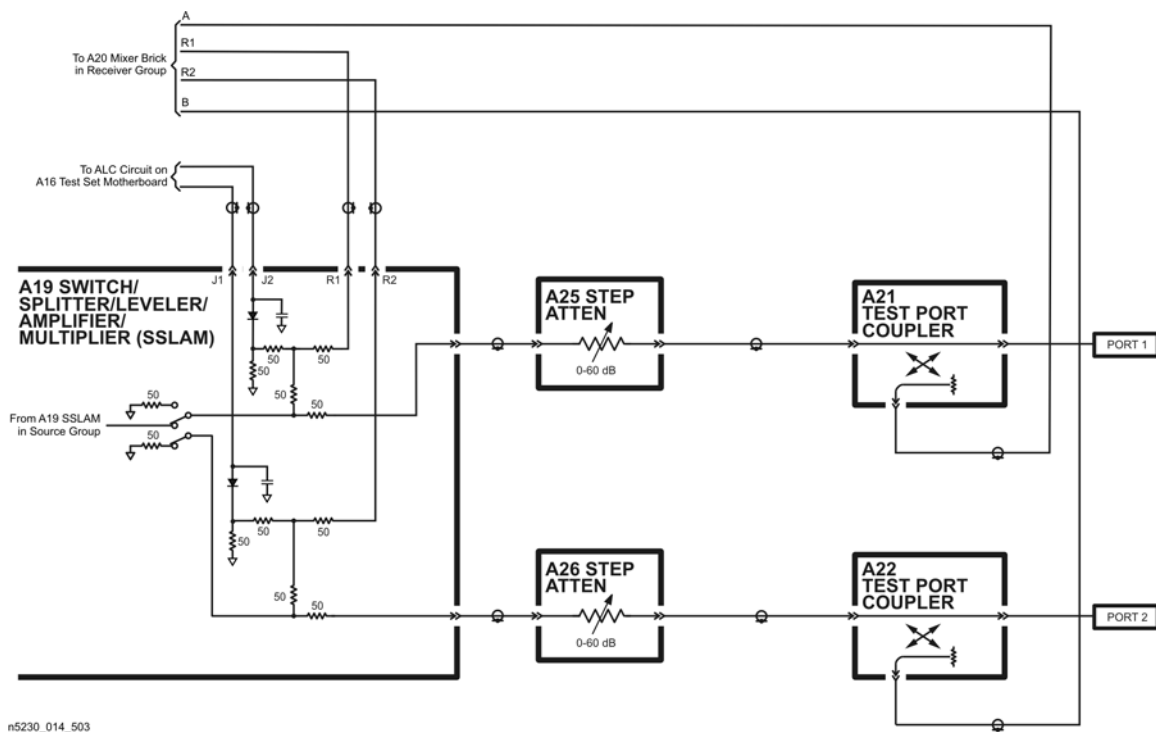 A
To A20 Mixer Brick
in Receiver Group
R1
R2
B
To ALC Circuit on
A16 Test Set Motherboard
J1
J2
R1
R2
A19 SWITCH/
SPLITTER/LEVELER/
AMPLIFIER/
MULTIPLIER (SSLAM)
50
50
50
50
50
50
50
From A19 SSLAM
in Source Group
50
50
50
50
50
A25 STEP
ATTEN
0-60 dB
A21
TEST PORT
COUPLER
PORT 1
A26 STEP
ATTEN
0-60 dB
A22
TEST PORT
COUPLER
PORT 2
n5230_014_503